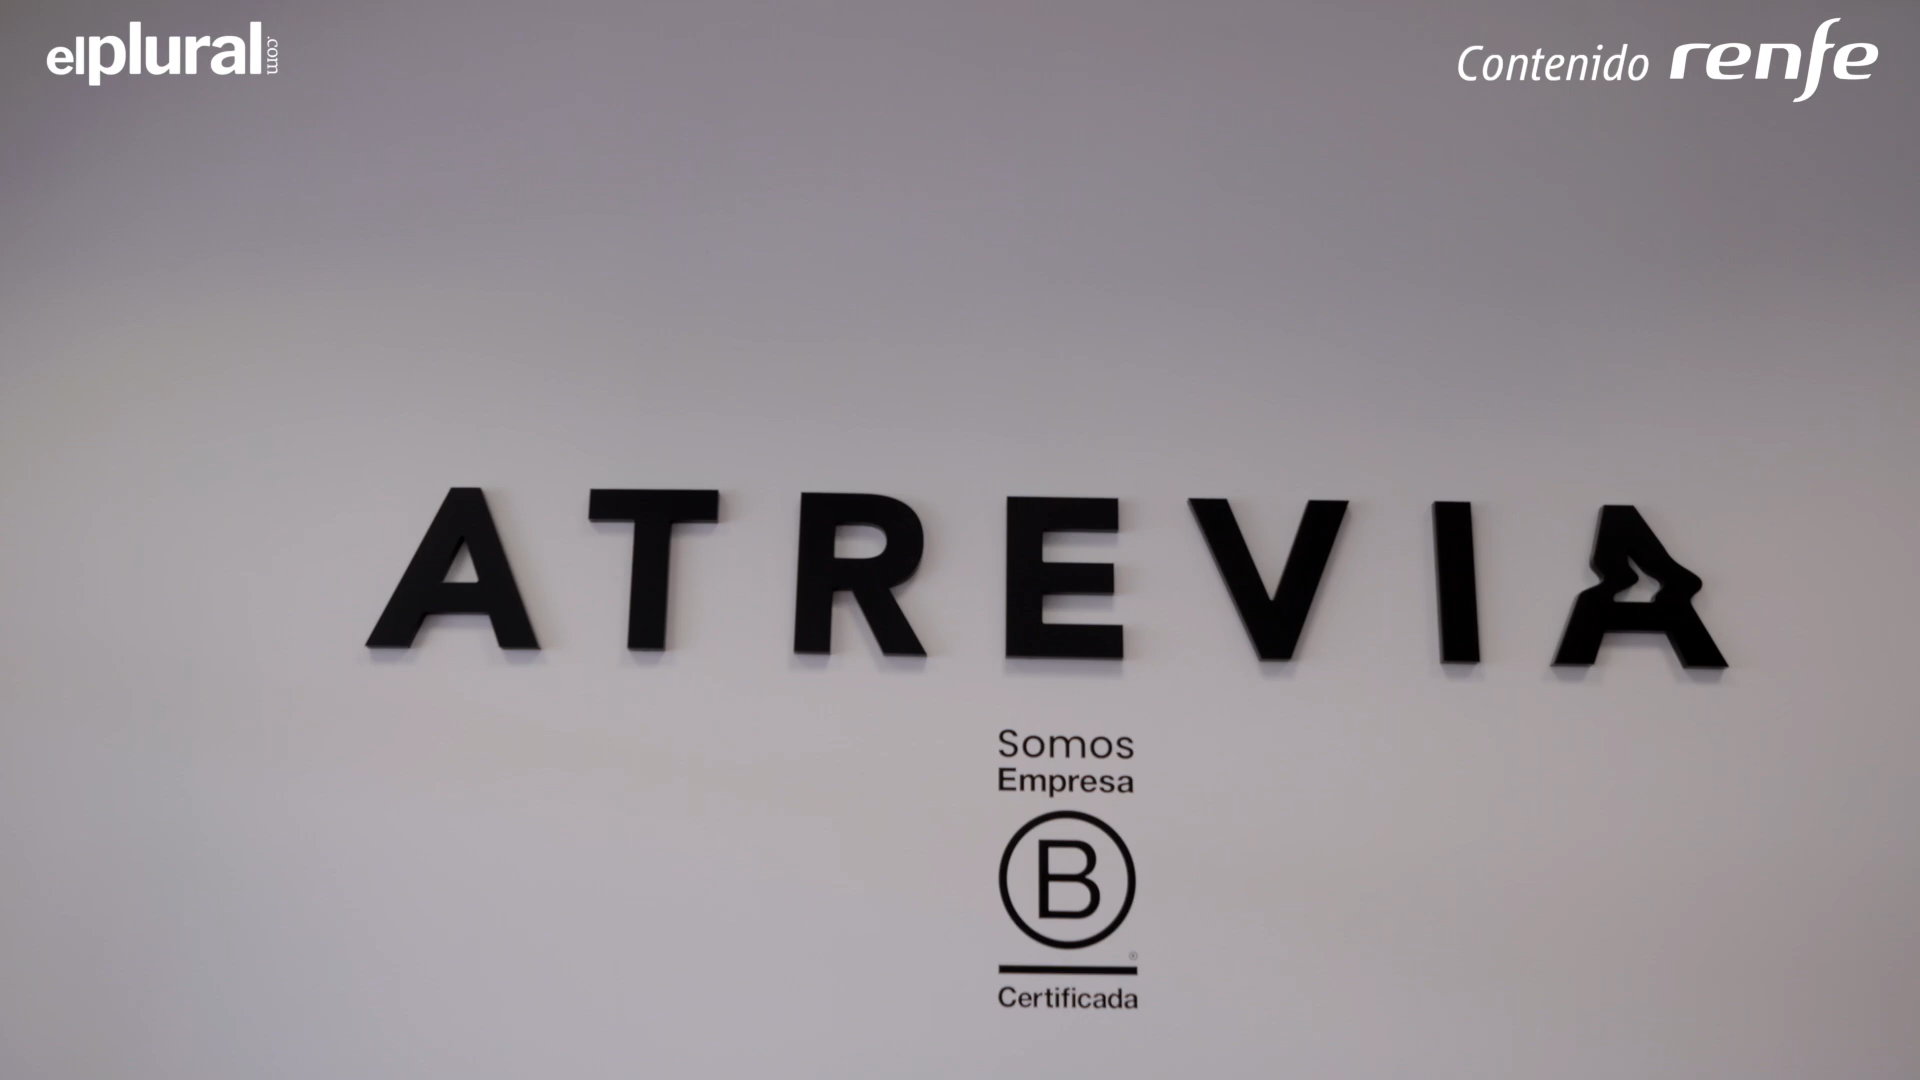 elplural.com
Contenido renfe
ATREVIA
Somos
Empresa
B
®
Certificada